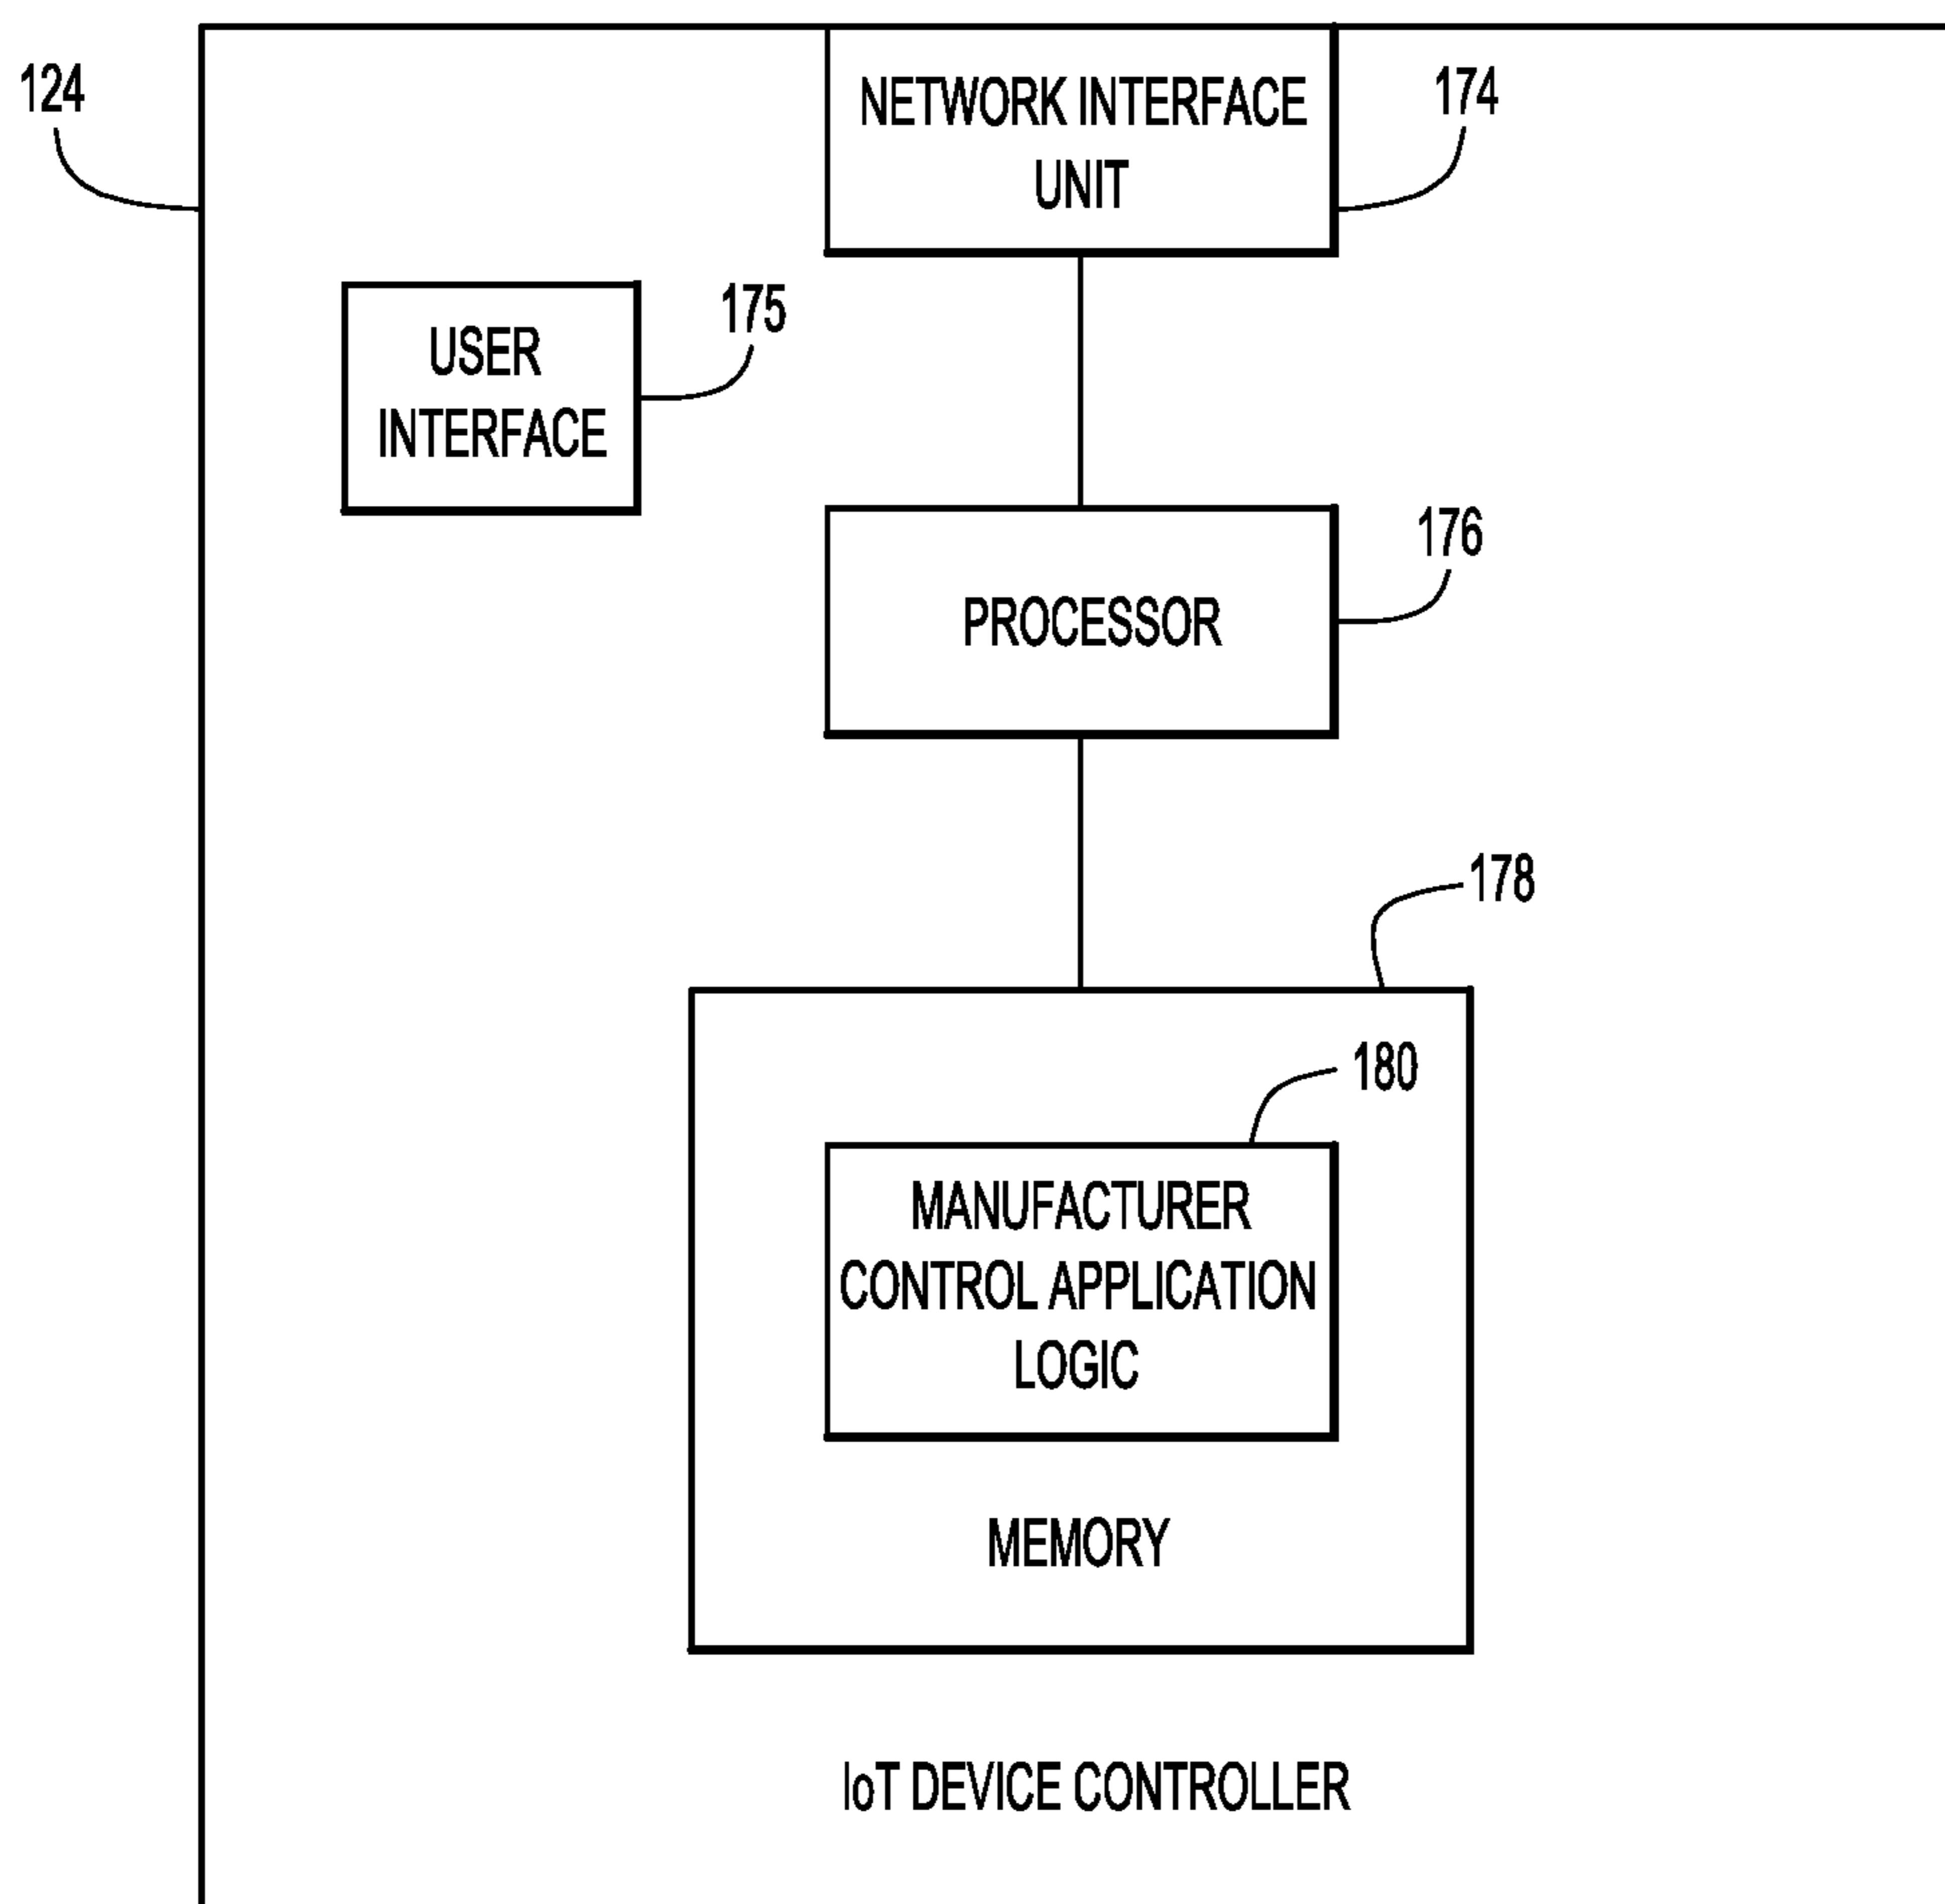 124
NETWORK INTERFACE
UNIT
174
USER
INTERFACE
175
PROCESSOR
176
178
180
MANUFACTURER
CONTROL APPLICATION
LOGIC
MEMORY
IoT DEVICE CONTROLLER